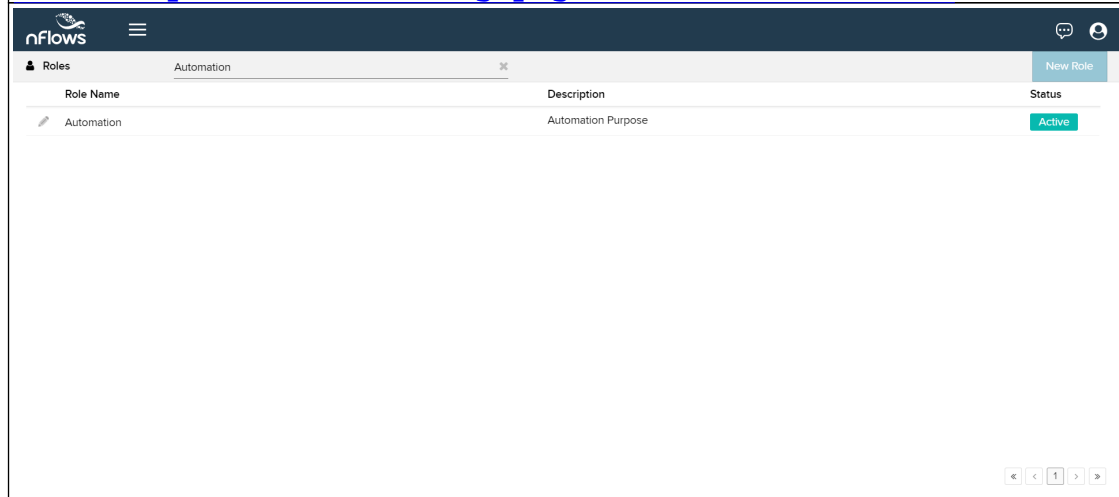 nFlows
Roles
Automation
New Role
Role Name
Description
Status
Automation
Automation Purpose
Active
« < 1 > »